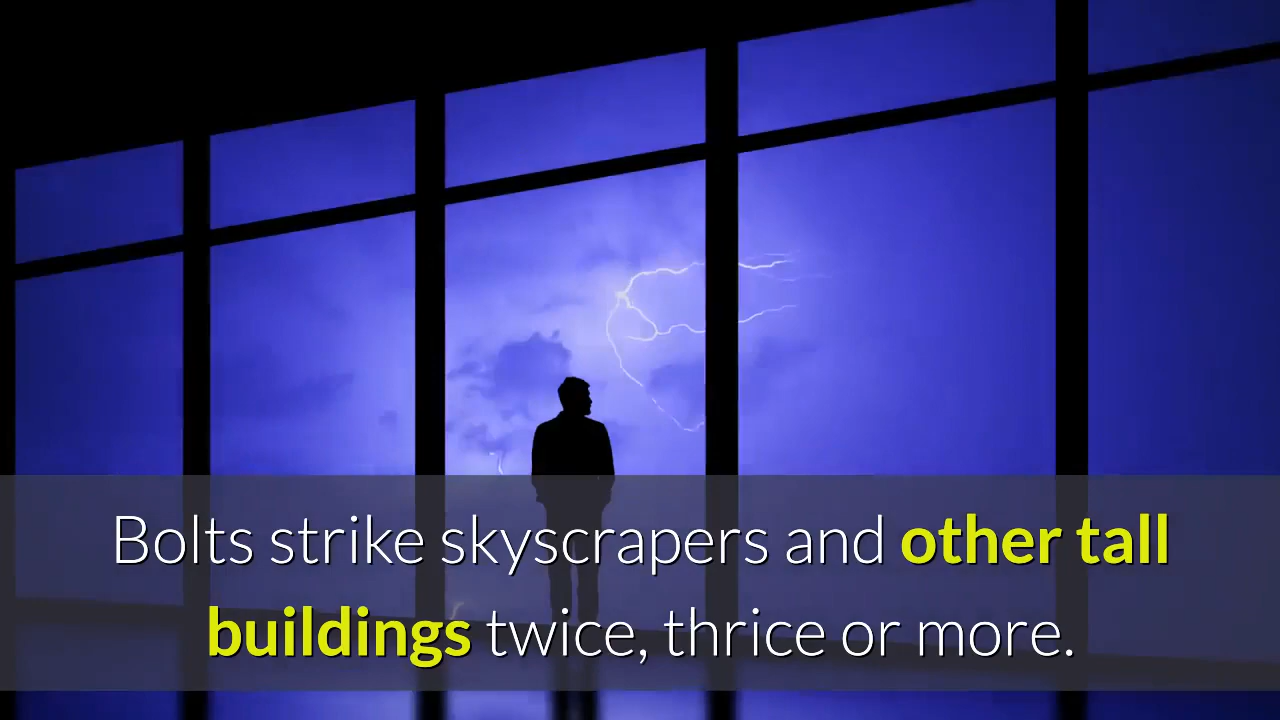 Bolts strike skyscrapers and other tall
buildings twice, thrice or more.